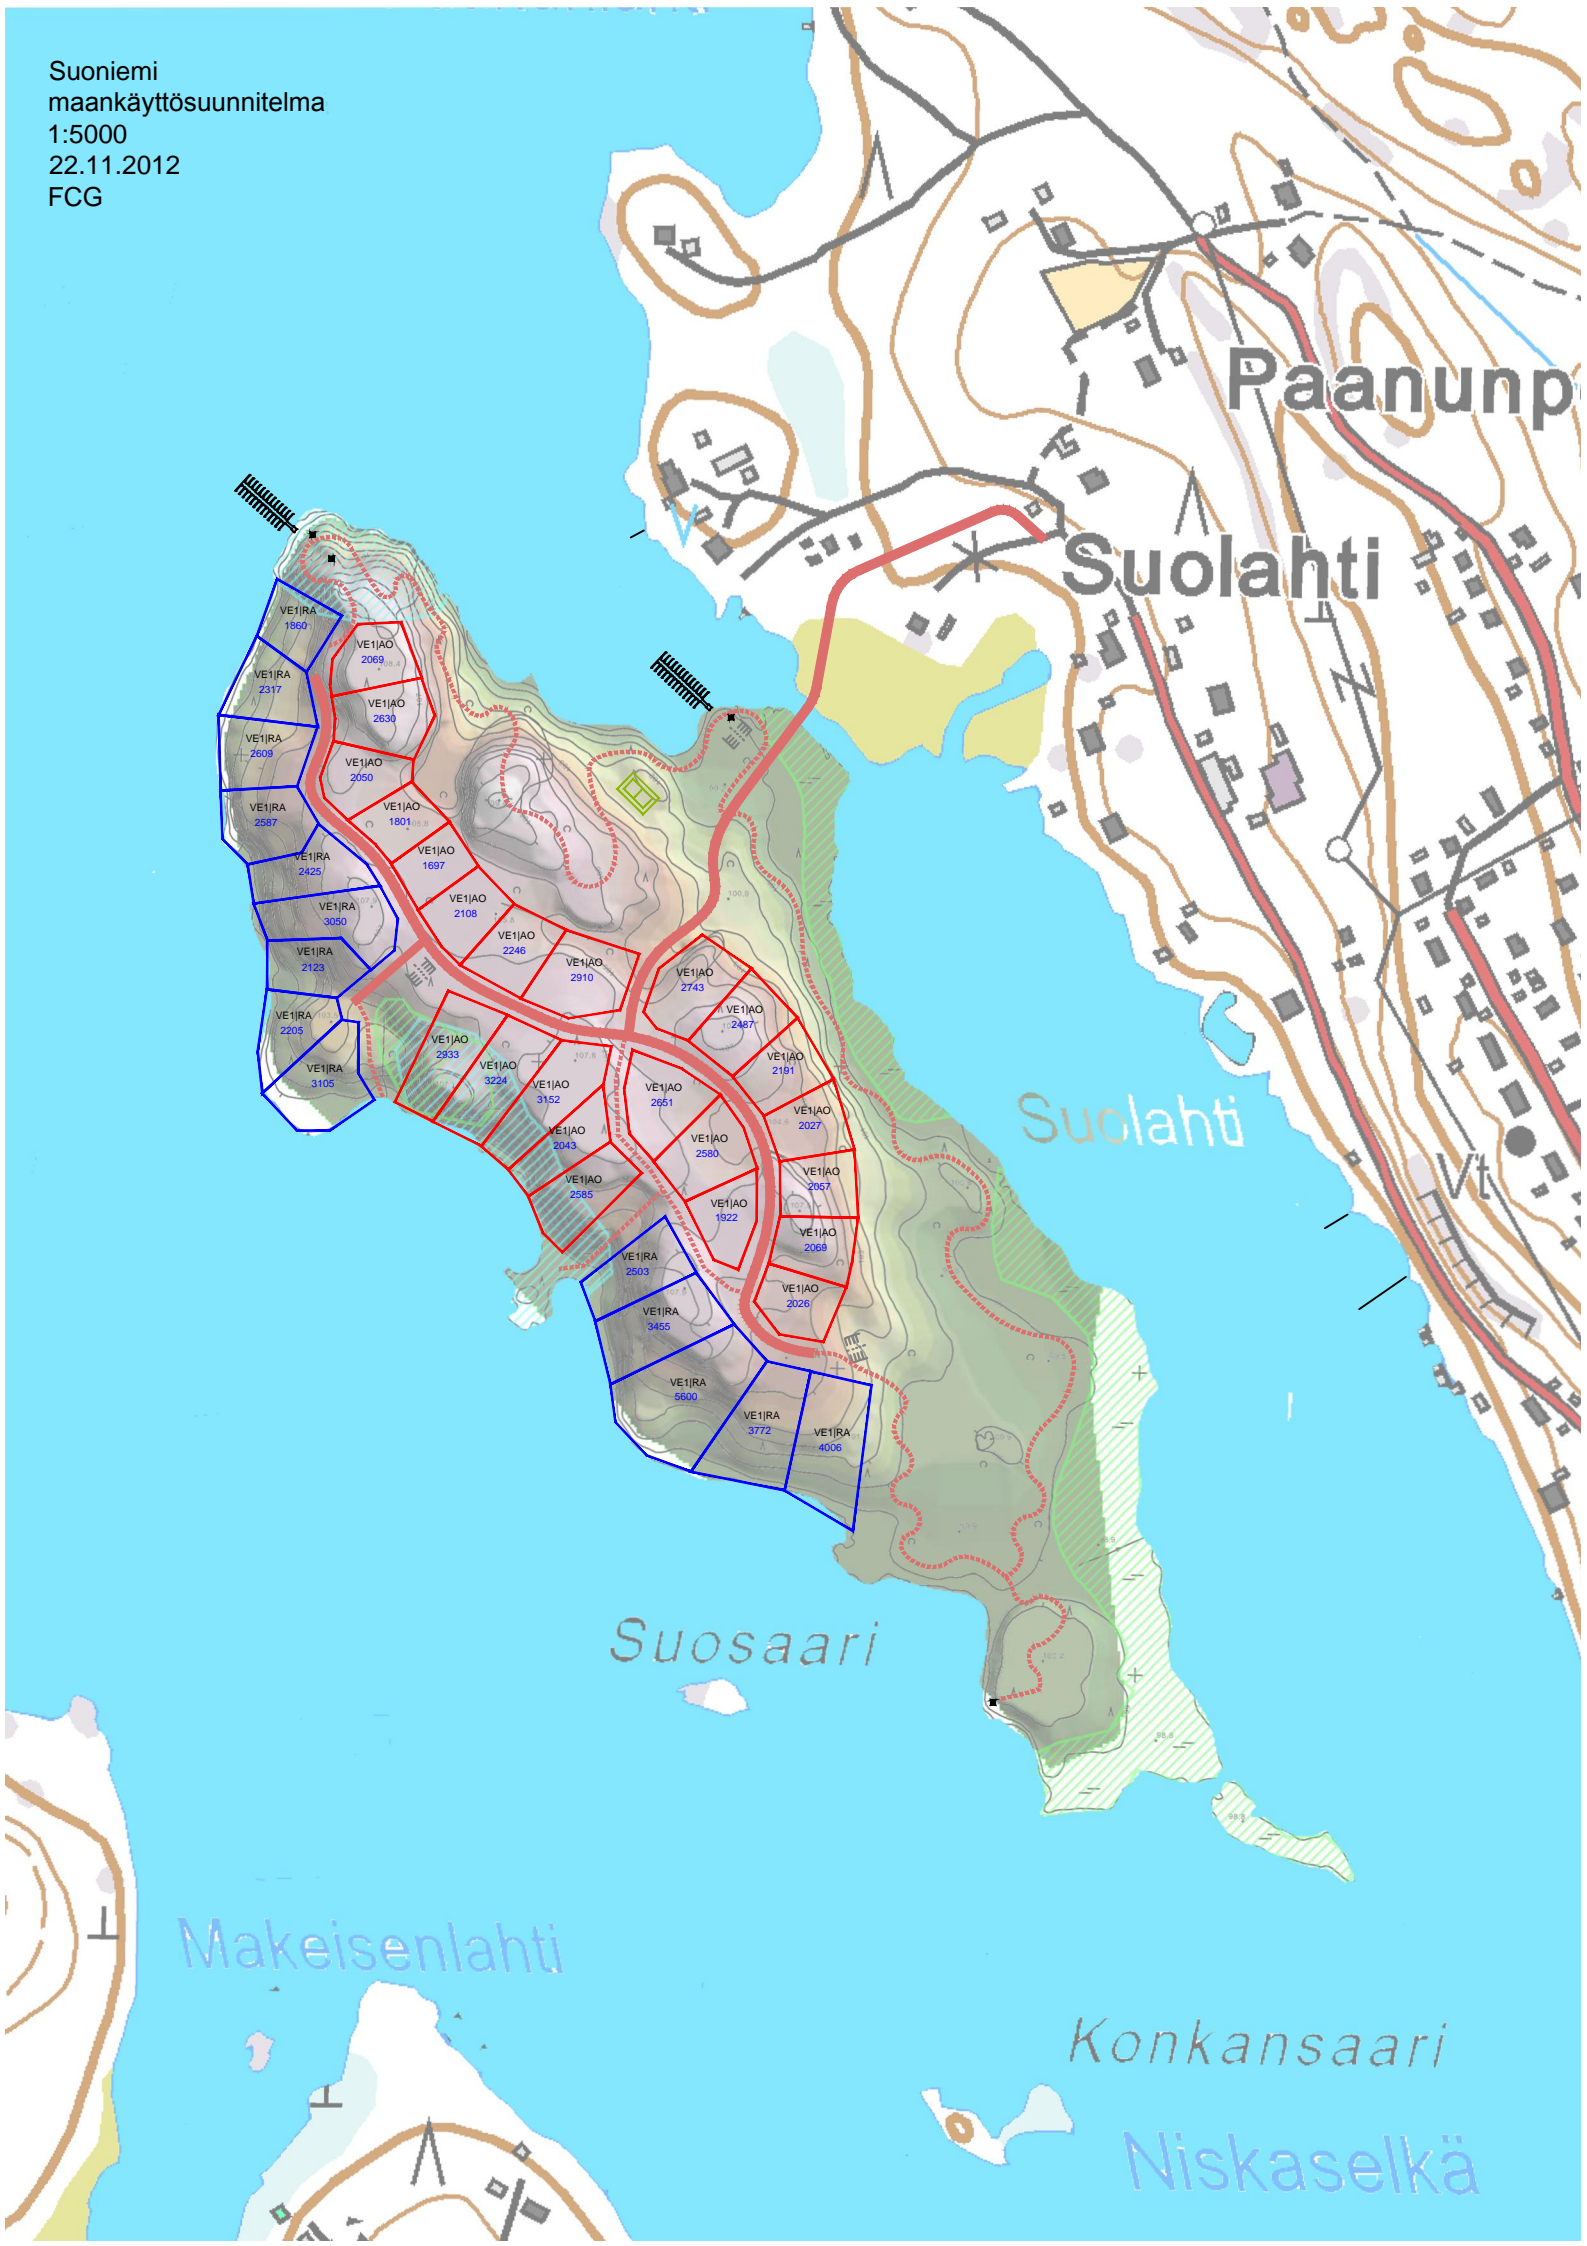 Suoniemi
maankäyttösuunnitelma
1:5000
22.11.2012
FCG
Paanunp
Suolahti
V
VE1|RA
1860
VE1|AO
2069
VE1|RA
2317
VE1|AO
2630
VE1|RA
2609
VE1|AO
2050
VE1|RA
2587
VE1|AO
1801
VE1|RA
2425
VE1|AO
1697
VE1|RA
3050
VE1|AO
2108
VE1|AO
2246
VE1|RA
2123
VE1|AO
2910
VE1|AO
2743
VE1|RA
2205
VE1|AO
2487
VE1|AO
2933
VE1|AO
3224
VE1|RA
3105
VE1|AO
3152
VE1|AO
2651
VE1|AO
2191
VE1|AO
2043
VE1|AO
2027
VE1|AO
2580
VE1|AO
2585
VE1|AO
2057
VE1|AO
1922
VE1|AO
2069
VE1|RA
2503
VE1|AO
2026
VE1|RA
3455
VE1|RA
5600
VE1|RA
3772
VE1|RA
4006
Suolahti
Vt
Suosaari
Makeisenlahti
Konkansaari
Niskaselkä